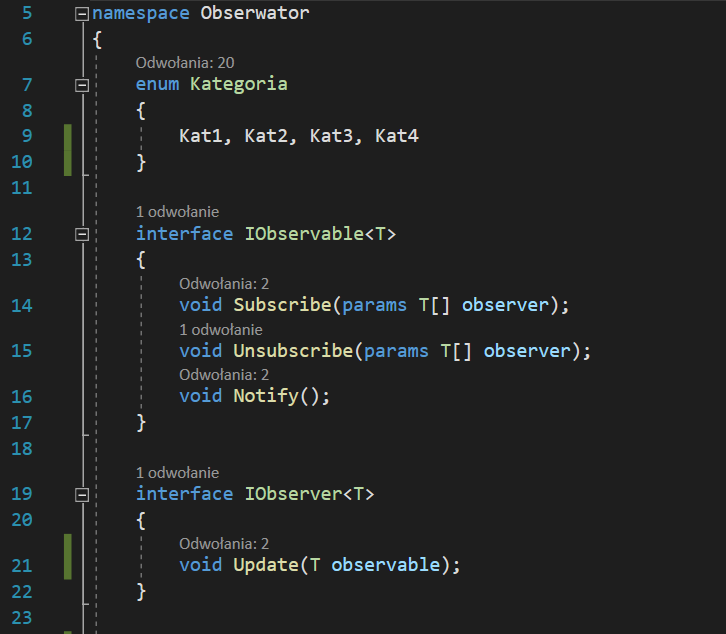 5 namespace Obserwator
6 {
Odwołania: 20
7 enum Kategoria
8 {
9 Kat1, Kat2, Kat3, Kat4
10 }
11
1 odwołanie
12 interface IObservable<T>
13 {
Odwołania: 2
14 void Subscribe(params T[] observer);
1 odwołanie
15 void Unsubscribe(params T[] observer);
Odwołania: 2
16 void Notify();
17 }
18
1 odwołanie
19 interface IObserver<T>
20 {
Odwołania: 2
21 void Update(T observable);
22 }
23